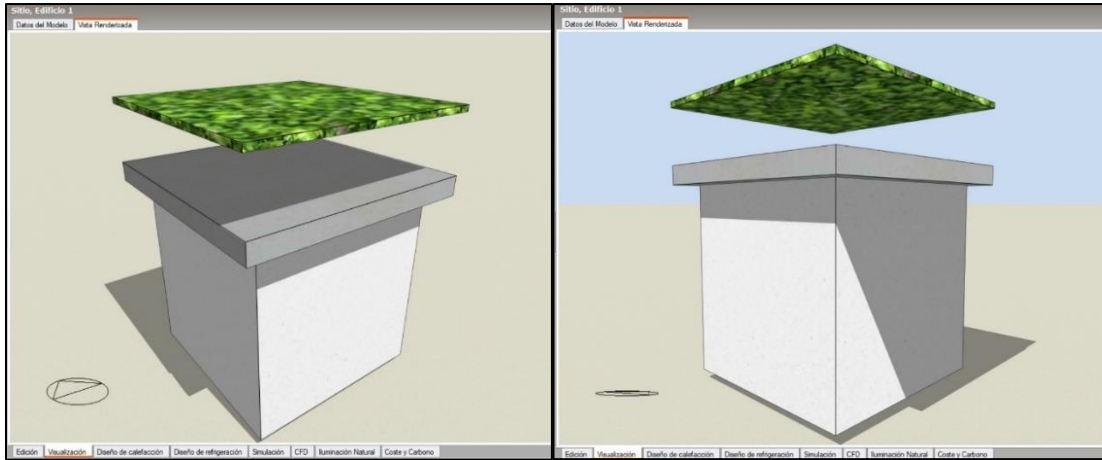 Sitio, Edificio 1
Datos del Modelo Vista Renderizada
Edición Visualización Diseño de calefacción Diseño de refrigeración Simulación CFD Iluminación Natural Coste y Carbono
Sitio, Edificio 1
Datos del Modelo Vista Renderizada
Edición Visualización Diseño de calefacción Diseño de refrigeración Simulación CFD Iluminación Natural Coste y Carbono